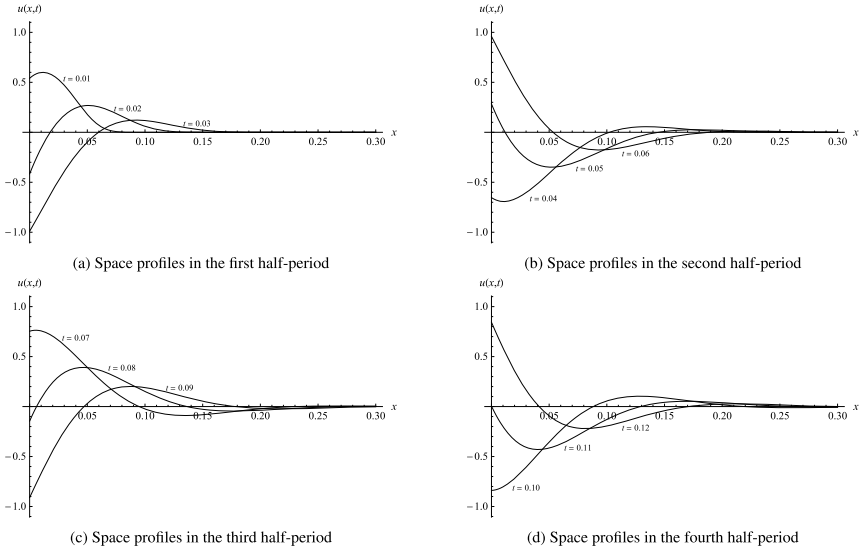 u(x,t)
1.0
0.5
−0.5
−1.0
0.05 0.10 0.15 0.20 0.25 0.30 x
t = 0.01
t = 0.02
t = 0.03
(a) Space profiles in the first half-period
u(x,t)
1.0
0.5
−0.5
−1.0
0.05 0.10 0.15 0.20 0.25 0.30 x
t = 0.06
t = 0.05
t = 0.04
(b) Space profiles in the second half-period
u(x,t)
1.0
0.5
−0.5
−1.0
0.05 0.10 0.15 0.20 0.25 0.30 x
t = 0.07
t = 0.08
t = 0.09
(c) Space profiles in the third half-period
u(x,t)
1.0
0.5
−0.5
−1.0
0.05 0.10 0.15 0.20 0.25 0.30 x
t = 0.12
t = 0.11
t = 0.10
(d) Space profiles in the fourth half-period